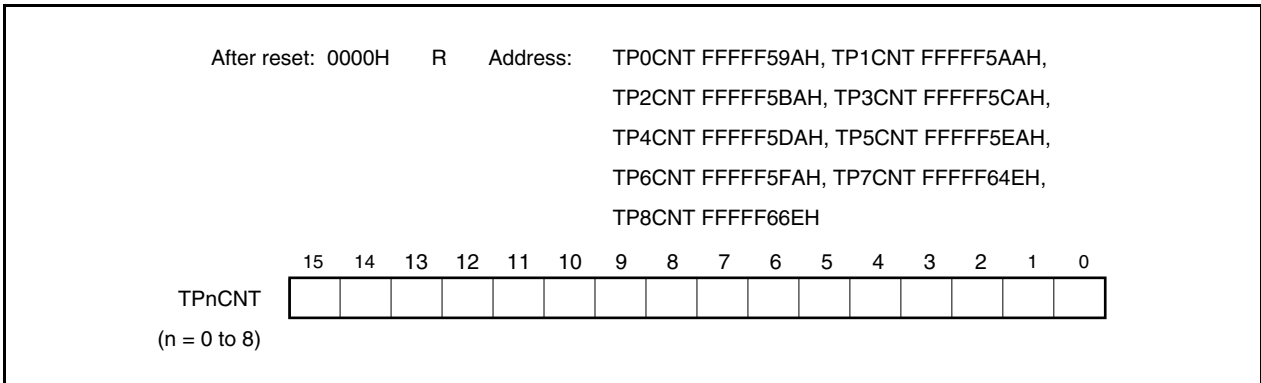 After reset: 0000H R Address: TP0CNT FFFFF59AH, TP1CNT FFFFF5AAH,
TP2CNT FFFFF5BAH, TP3CNT FFFFF5CAH,
TP4CNT FFFFF5DAH, TP5CNT FFFFF5EAH,
TP6CNT FFFFF5FAH, TP7CNT FFFFF64EH,
TP8CNT FFFFF66EH
15 14 13 12 11 10 9 8 7 6 5 4 3 2 1 0
TPnCNT
(n = 0 to 8)